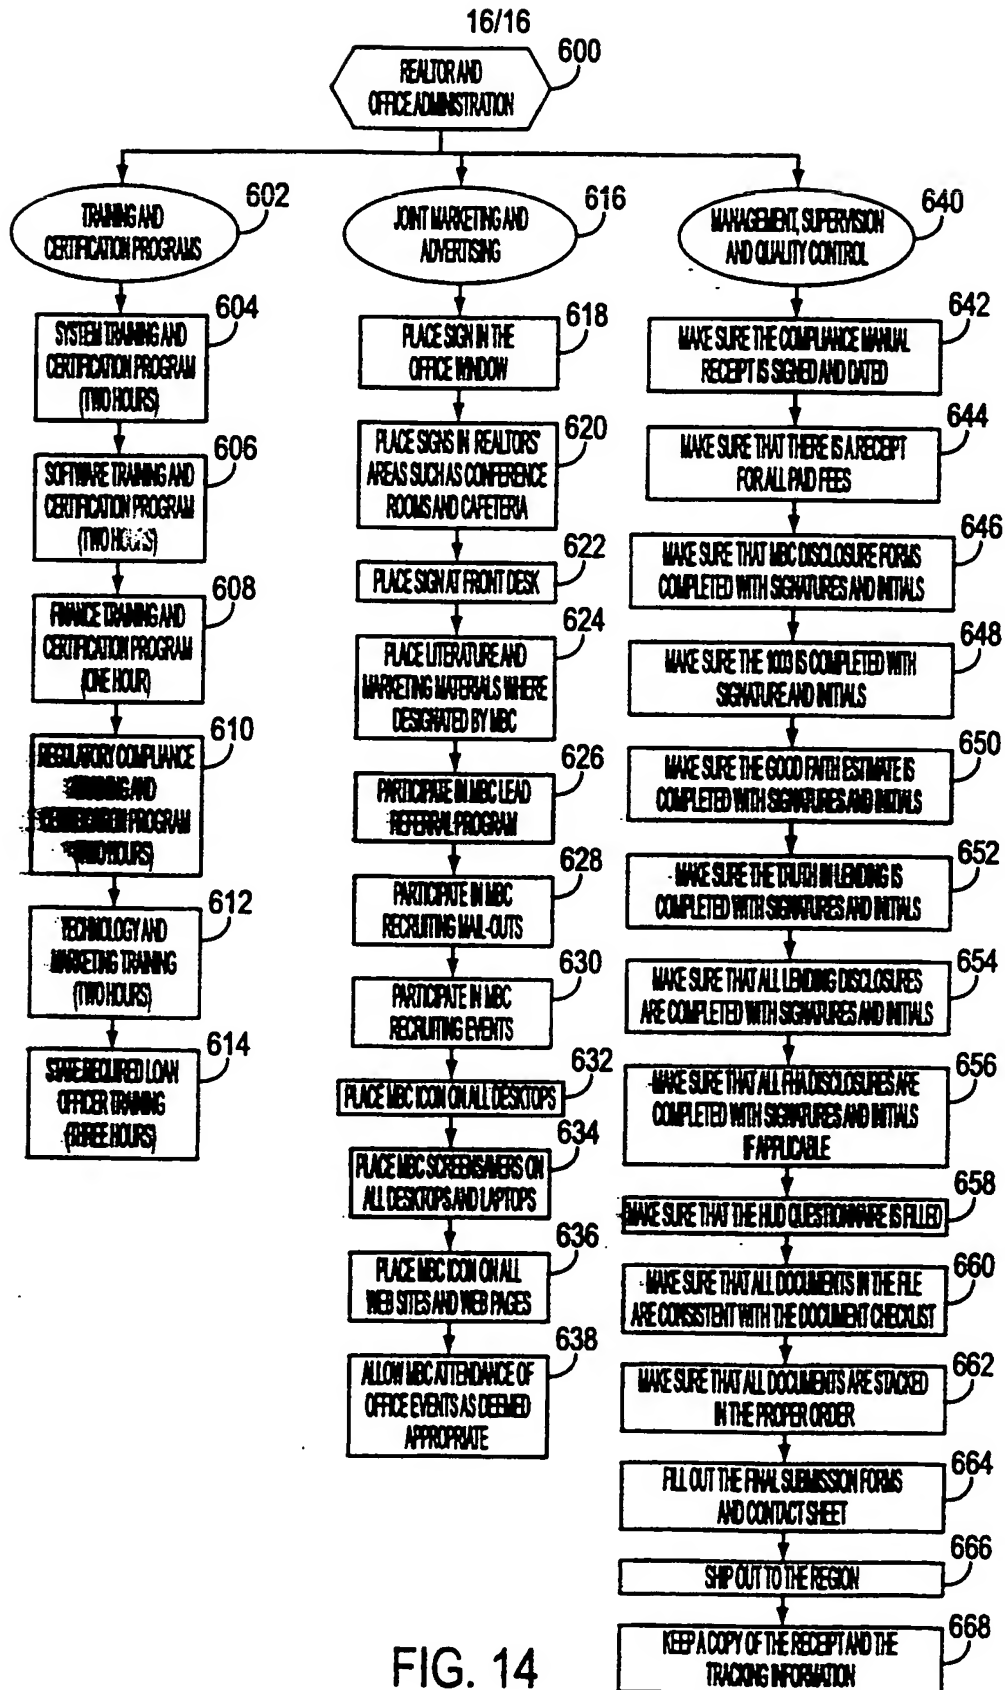 16/16
REALTOR AND
OFFICE ADMINISTRATION
600
TRAINING AND
CERTIFICATION PROGRAMS
602
SYSTEM TRAINING AND
CERTIFICATION PROGRAM
(TWO HOURS)
604
SOFTWARE TRAINING AND
CERTIFICATION PROGRAM
(TWO HOURS)
606
FINANCE TRAINING AND
CERTIFICATION PROGRAM
(ONE HOUR)
608
REGULATORY COMPLIANCE
TRAINING AND
CERTIFICATION PROGRAM
(TWO HOURS)
610
TECHNOLOGY AND
MARKETING TRAINING
(TWO HOURS)
612
STATE REQUIRED LOAN
OFFICER TRAINING
(THREE HOURS)
614
JOINT MARKETING AND
ADVERTISING
616
PLACE SIGN IN THE
OFFICE WINDOW
618
PLACE SIGNS IN REALTORS'
AREAS SUCH AS CONFERENCE
ROOMS AND CAFETERIA
620
PLACE SIGN AT FRONT DESK
622
PLACE LITERATURE AND
MARKETING MATERIALS WHERE
DESIGNATED BY MBC
624
PARTICIPATE IN MBC LEAD
REFERRAL PROGRAM
626
PARTICIPATE IN MBC
RECRUITING MAIL-OUTS
628
PARTICIPATE IN MBC
RECRUITING EVENTS
630
PLACE MBC ICON ON ALL DESKTOPS
632
PLACE MBC SCREENSAVERS ON
ALL DESKTOPS AND LAPTOPS
634
PLACE MBC ICON ON ALL
WEB SITES AND WEB PAGES
636
ALLOW MBC ATTENDANCE OF
OFFICE EVENTS AS DEEMED
APPROPRIATE
638
MANAGEMENT, SUPERVISION
AND QUALITY CONTROL
640
MAKE SURE THE COMPLIANCE MANUAL
RECEIPT IS SIGNED AND DATED
642
MAKE SURE THAT THERE IS A RECEIPT
FOR ALL PAID FEES
644
MAKE SURE THAT MBC DISCLOSURE FORMS
COMPLETED WITH SIGNATURES AND INITIALS
646
MAKE SURE THE 1003 IS COMPLETED WITH
SIGNATURE AND INITIALS
648
MAKE SURE THE GOOD FAITH ESTIMATE IS
COMPLETED WITH SIGNATURES AND INITIALS
650
MAKE SURE THE TRUTH IN LENDING IS
COMPLETED WITH SIGNATURES AND INITIALS
652
MAKE SURE THAT ALL LENDING DISCLOSURES
ARE COMPLETED WITH SIGNATURES AND INITIALS
654
MAKE SURE THAT ALL FHA DISCLOSURES ARE
COMPLETED WITH SIGNATURES AND INITIALS
IF APPLICABLE
656
MAKE SURE THAT THE HUD QUESTIONNAIRE IS FILLED
658
MAKE SURE THAT ALL DOCUMENTS IN THE FILE
ARE CONSISTENT WITH THE DOCUMENT CHECKLIST
660
MAKE SURE THAT ALL DOCUMENTS ARE STACKED
IN THE PROPER ORDER
662
FILL OUT THE FINAL SUBMISSION FORMS
AND CONTACT SHEET
664
SHIP OUT TO THE REGION
666
KEEP A COPY OF THE RECEIPT AND THE
TRACKING INFORMATION
668
FIG. 14